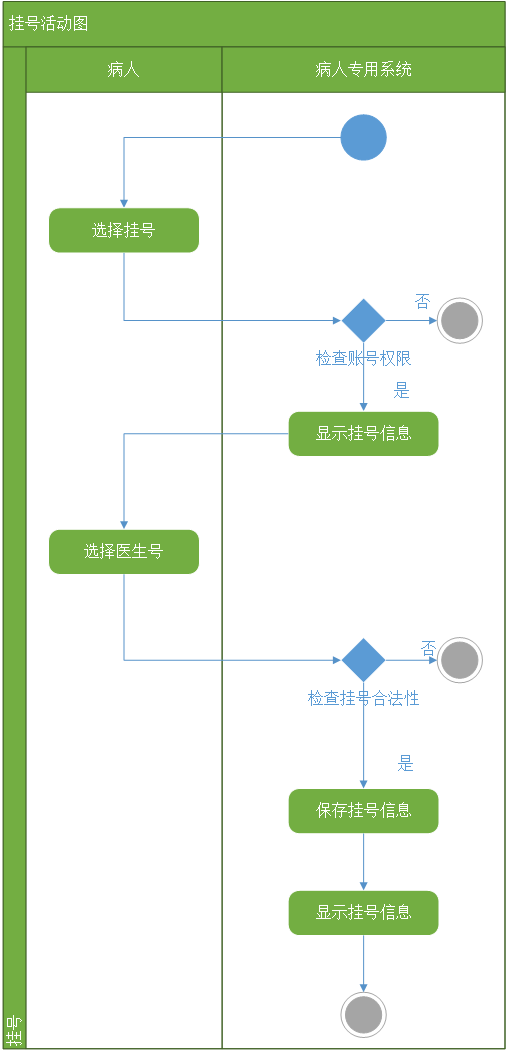 挂号活动图
病人
病人专用系统
选择挂号
否
检查账号权限
是
显示挂号信息
选择医生号
否
检查挂号合法性
是
保存挂号信息
显示挂号信息
挂号